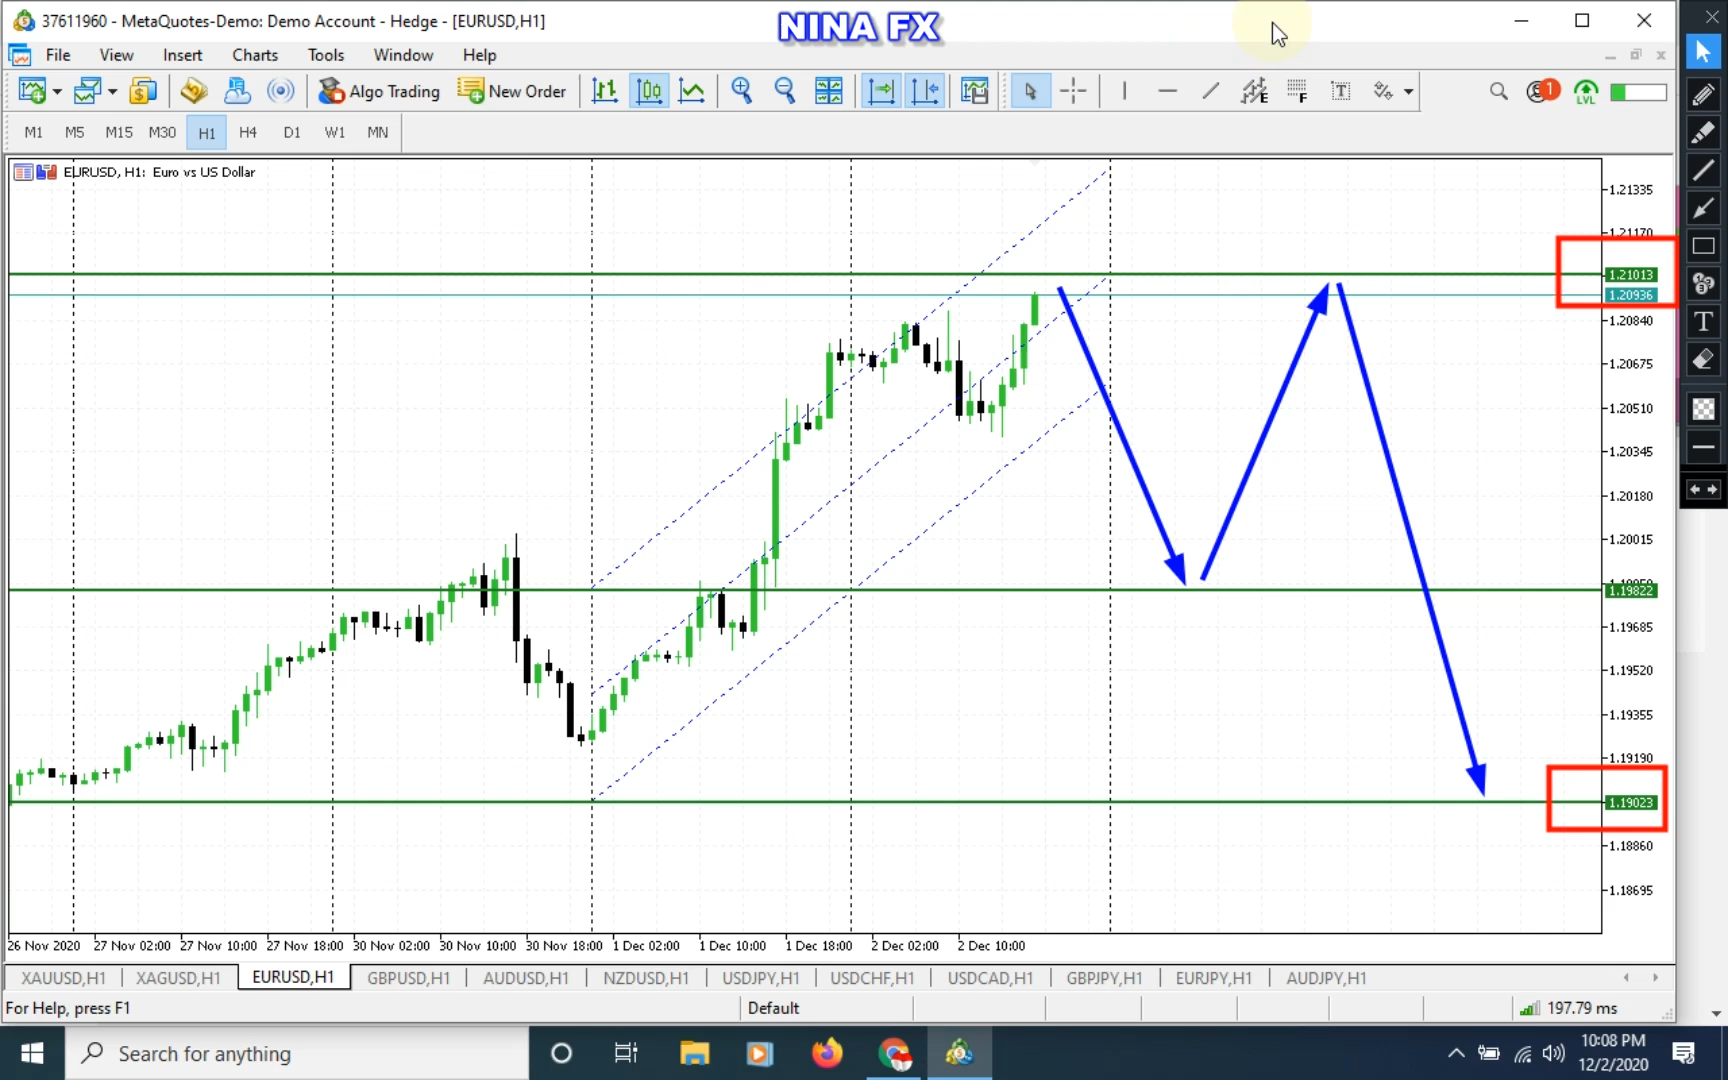 37611960 - MetaQuotes-Demo: Demo Account - Hedge - [EURUSD,H1]
NINA FX
File View Insert Charts Tools Window Help
Algo Trading New Order E F T 1 LVL
M1 M5 M15 M30 H1 H4 D1 W1 MN
EURUSD, H1: Euro vs US Dollar
1.21335
1.21170
1.21013
1.20936
1.20840
1.20675
1.20510
1.20345
1.20180
1.20015
1.19822
1.19685
1.19520
1.19355
1.19190
1.19023
1.18860
1.18695
26 Nov 2020 27 Nov 02:00 27 Nov 10:00 27 Nov 18:00 30 Nov 02:00 30 Nov 10:00 30 Nov 18:00 1 Dec 02:00 1 Dec 10:00 1 Dec 18:00 2 Dec 02:00 2 Dec 10:00
XAUUSD,H1 XAGUSD,H1 EURUSD,H1 GBPUSD,H1 AUDUSD,H1 NZDUSD,H1 USDJPY,H1 USDCHF,H1 USDCAD,H1 GBPJPY,H1 EURJPY,H1 AUDJPY,H1
For Help, press F1 Default 197.79 ms
Search for anything
10:08 PM
12/2/2020